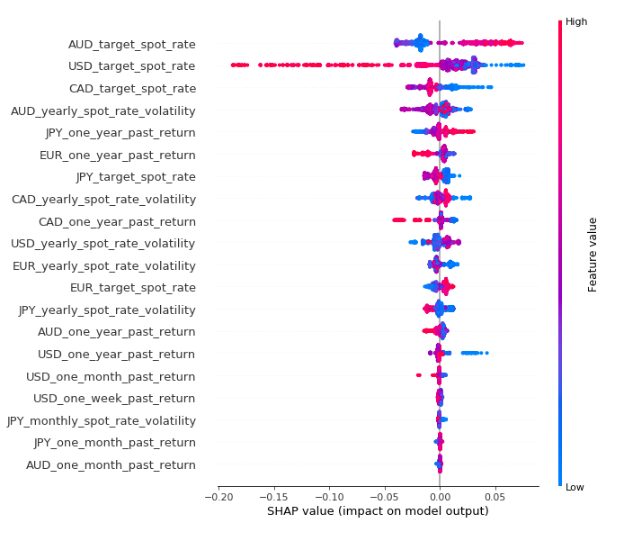 High
AUD_target_spot_rate
USD_target_spot_rate
CAD_target_spot_rate
AUD_yearly_spot_rate_volatility
JPY_one_year_past_return
EUR_one_year_past_return
JPY_target_spot_rate
CAD_yearly_spot_rate_volatility
CAD_one_year_past_return
USD_yearly_spot_rate_volatility
EUR_yearly_spot_rate_volatility
EUR_target_spot_rate
JPY_yearly_spot_rate_volatility
AUD_one_year_past_return
USD_one_year_past_return
USD_one_month_past_return
USD_one_week_past_return
JPY_monthly_spot_rate_volatility
JPY_one_month_past_return
AUD_one_month_past_return
Feature value
Low
−0.20 −0.15 −0.10 −0.05 0.00 0.05
SHAP value (impact on model output)